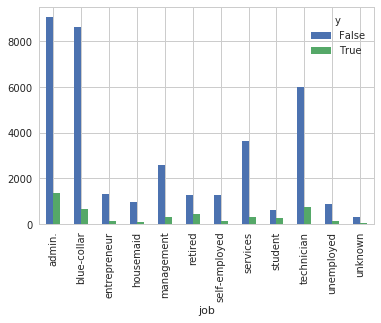 y
False
True
8000
6000
4000
2000
0
admin.
blue-collar
entrepreneur
housemaid
management
retired
self-employed
services
student
technician
unemployed
unknown
job